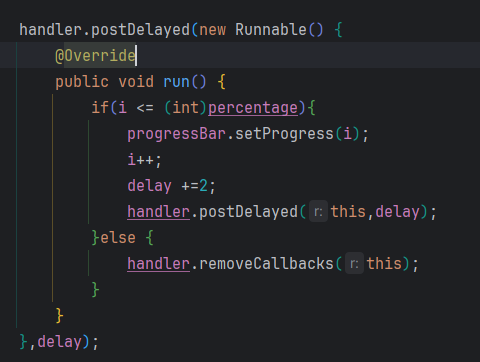 handler.postDelayed(new Runnable() {
    @Override
    public void run() {
        if(i <= (int)percentage){
            progressBar.setProgress(i);
            i++;
            delay +=2;
            handler.postDelayed( r: this,delay);
        }else {
            handler.removeCallbacks( r: this);
        }
    }
},delay);